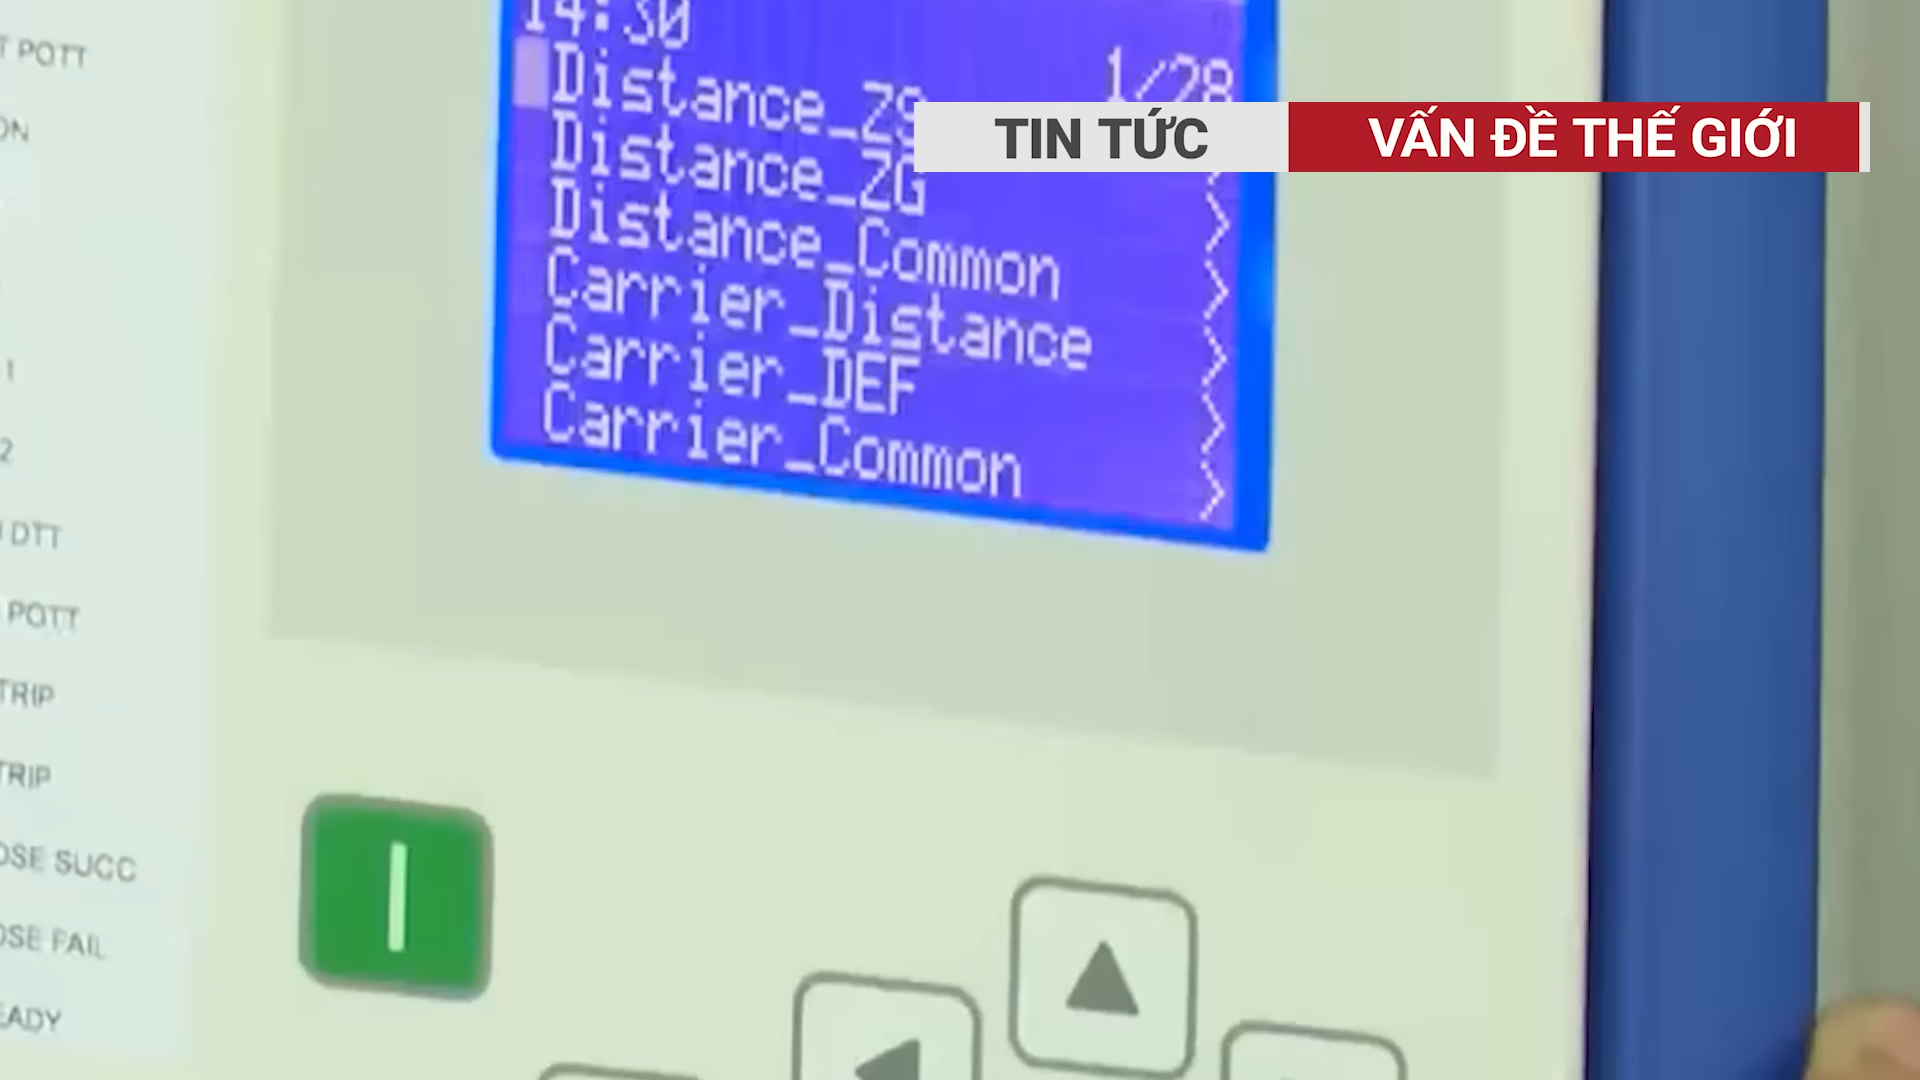 14:30
1/28
Distance_ZS
Distance_ZG
Distance_Common
Carrier_Distance
Carrier_DEF
Carrier_Common
TIN TỨC
VẤN ĐỀ THẾ GIỚI
POTT
2
DTT
POTT
TRIP
TRIP
SUCC
FAIL